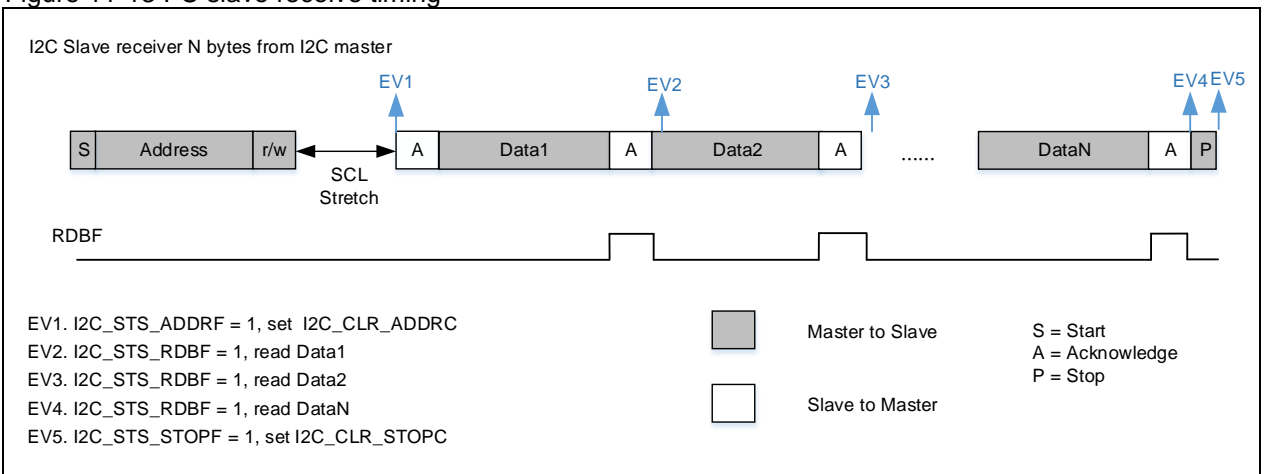 Figure slave receive timing
I2C Slave receiver N bytes from I2C master
EV1 EV2 EV3 EV4 EV5
S Address r/w A Data1 A Data2 A ...... DataN A P
SCL
Stretch
RDBF
EV1. I2C_STS_ADDRF = 1, set I2C_CLR_ADDRC
EV2. I2C_STS_RDBF = 1, read Data1
EV3. I2C_STS_RDBF = 1, read Data2
EV4. I2C_STS_RDBF = 1, read DataN
EV5. I2C_STS_STOPF = 1, set I2C_CLR_STOPC
Master to Slave
Slave to Master
S = Start
A = Acknowledge
P = Stop